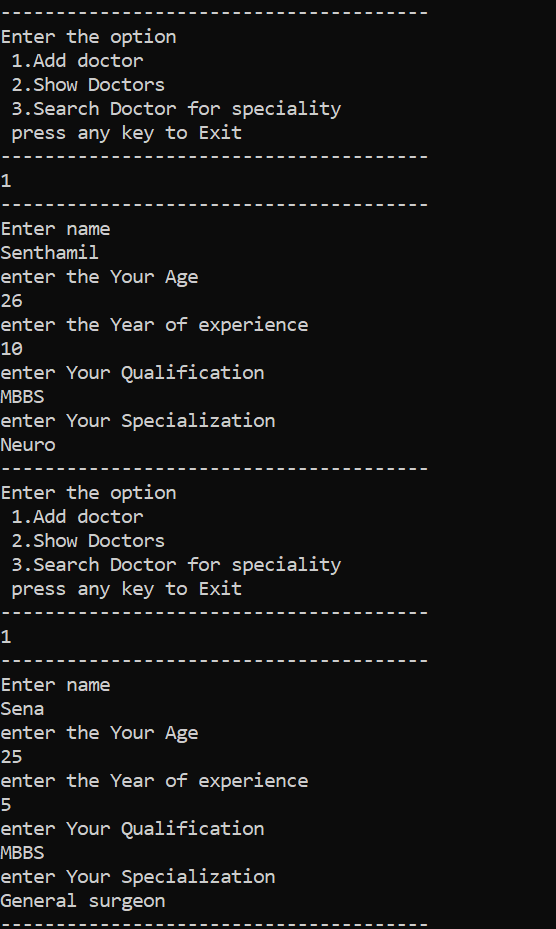 ---------------------------------------
Enter the option
 1.Add doctor
 2.Show Doctors
 3.Search Doctor for speciality
 press any key to Exit
---------------------------------------
1
---------------------------------------
Enter name
Senthamil
enter the Your Age
26
enter the Year of experience
10
enter Your Qualification
MBBS
enter Your Specialization
Neuro
---------------------------------------
Enter the option
 1.Add doctor
 2.Show Doctors
 3.Search Doctor for speciality
 press any key to Exit
---------------------------------------
1
---------------------------------------
Enter name
Sena
enter the Your Age
25
enter the Year of experience
5
enter Your Qualification
MBBS
enter Your Specialization
General surgeon
---------------------------------------